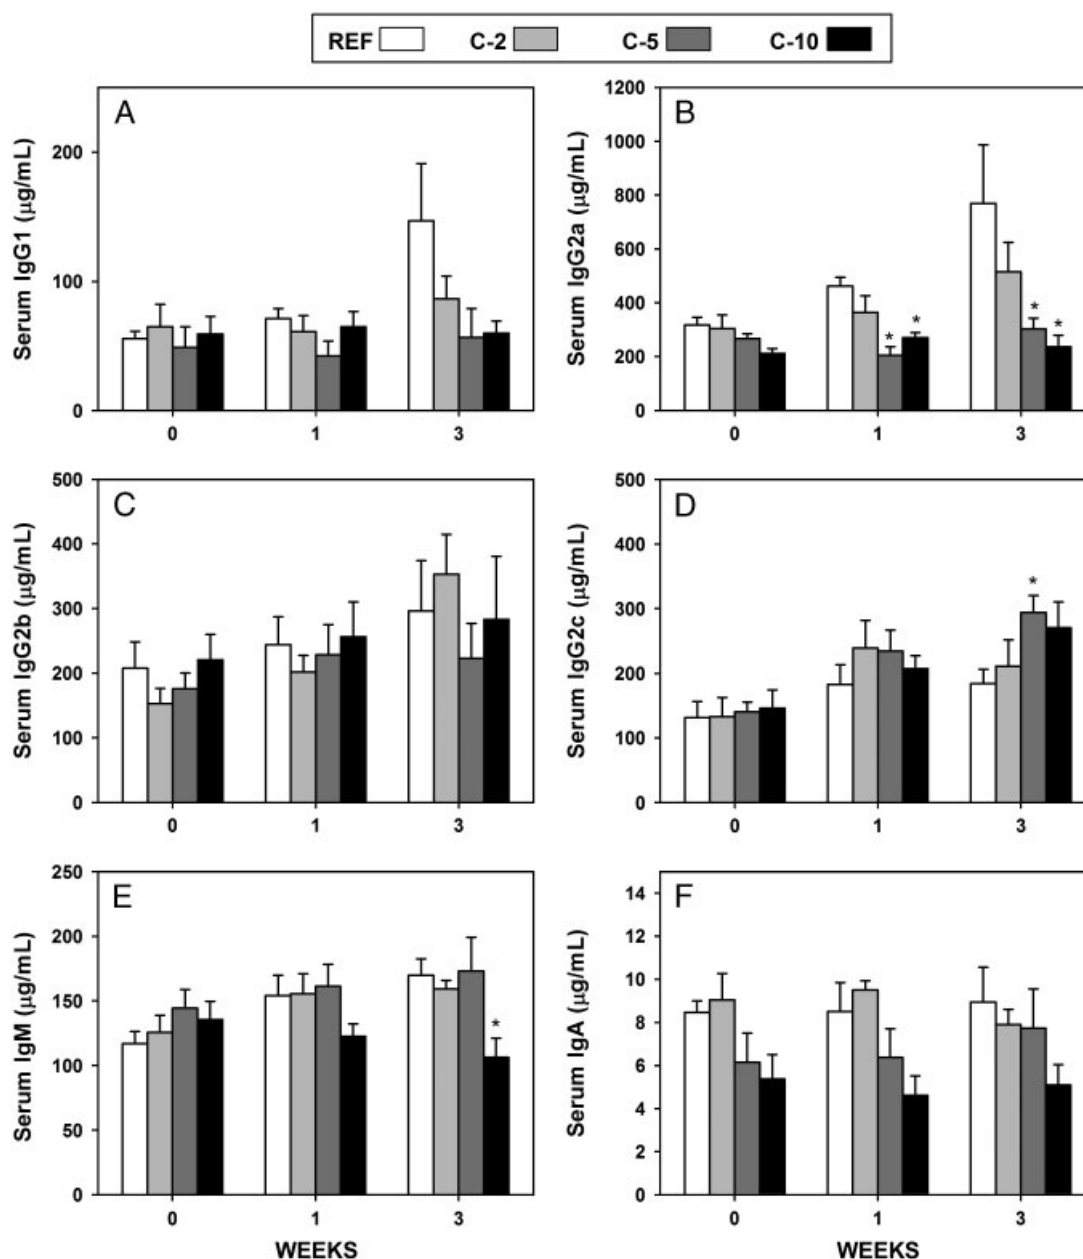 REF C-2 C-5 C-10
A
Serum IgG1 (µg/mL)
200
100
0
0 1 3
B
Serum IgG2a (µg/mL)
1200
1000
800
600
400
200
0
* * * *
0 1 3
C
Serum IgG2b (µg/mL)
500
400
300
200
100
0
0 1 3
D
Serum IgG2c (µg/mL)
500
400
300
200
100
0
*
0 1 3
E
Serum IgM (µg/mL)
250
200
150
100
50
0
*
0 1 3
WEEKS
F
Serum IgA (µg/mL)
14
12
10
8
6
4
2
0
0 1 3
WEEKS